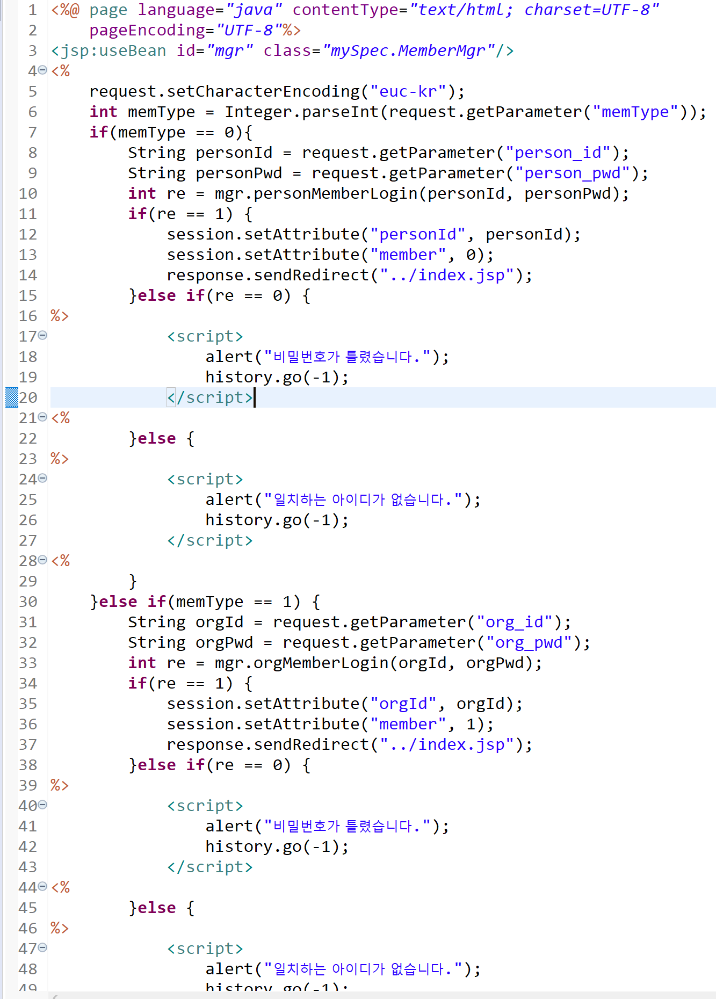 1 <%@ page language="java" contentType="text/html; charset=UTF-8"
2     pageEncoding="UTF-8"%>
3 <jsp:useBean id="mgr" class="mySpec.MemberMgr"/>
4 <%
5     request.setCharacterEncoding("euc-kr");
6     int memType = Integer.parseInt(request.getParameter("memType"));
7     if(memType == 0){
8         String personId = request.getParameter("person_id");
9         String personPwd = request.getParameter("person_pwd");
10         int re = mgr.personMemberLogin(personId, personPwd);
11         if(re == 1) {
12             session.setAttribute("personId", personId);
13             session.setAttribute("member", 0);
14             response.sendRedirect("../index.jsp");
15         }else if(re == 0) {
16 %>
17             <script>
18                 alert("비밀번호가 틀렸습니다.");
19                 history.go(-1);
20             </script>
21 <%
22         }else {
23 %>
24             <script>
25                 alert("일치하는 아이디가 없습니다.");
26                 history.go(-1);
27             </script>
28 <%
29         }
30     }else if(memType == 1) {
31         String orgId = request.getParameter("org_id");
32         String orgPwd = request.getParameter("org_pwd");
33         int re = mgr.orgMemberLogin(orgId, orgPwd);
34         if(re == 1) {
35             session.setAttribute("orgId", orgId);
36             session.setAttribute("member", 1);
37             response.sendRedirect("../index.jsp");
38         }else if(re == 0) {
39 %>
40             <script>
41                 alert("비밀번호가 틀렸습니다.");
42                 history.go(-1);
43             </script>
44 <%
45         }else {
46 %>
47             <script>
48                 alert("일치하는 아이디가 없습니다.");
49                 history.go(-1);